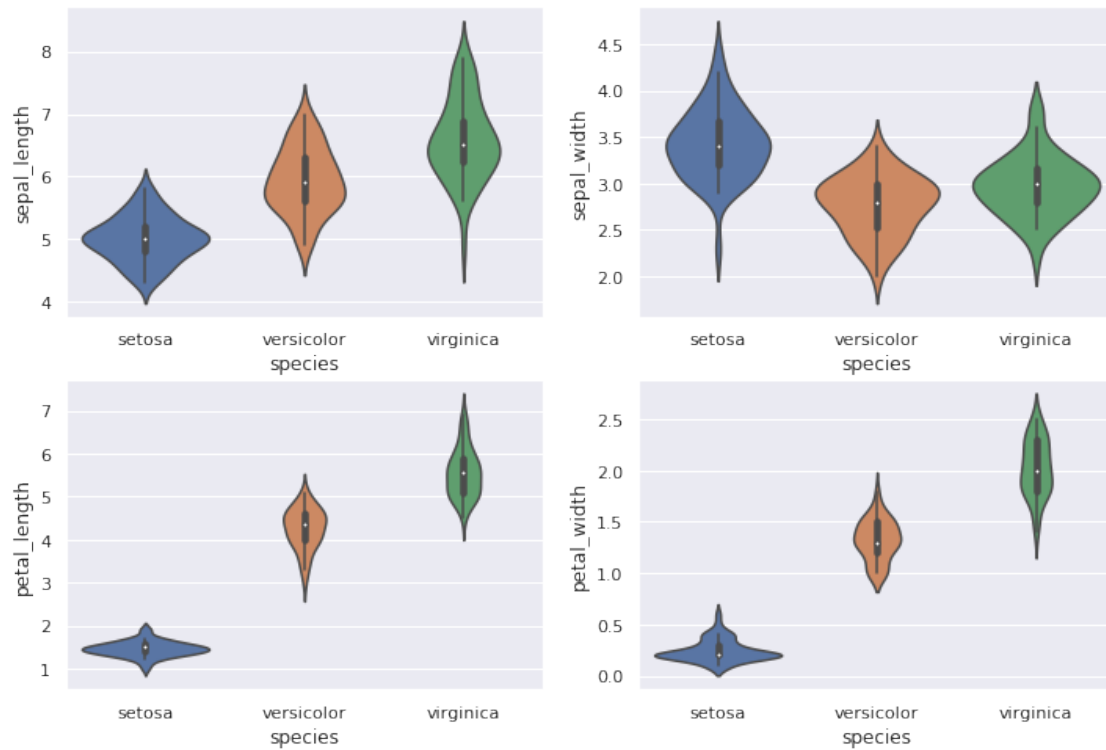 sepal_length
8
7
6
5
4
setosa versicolor virginica
species
sepal_width
4.5
4.0
3.5
3.0
2.5
2.0
setosa versicolor virginica
species
petal_length
7
6
5
4
3
2
1
setosa versicolor virginica
species
petal_width
2.5
2.0
1.5
1.0
0.5
0.0
setosa versicolor virginica
species